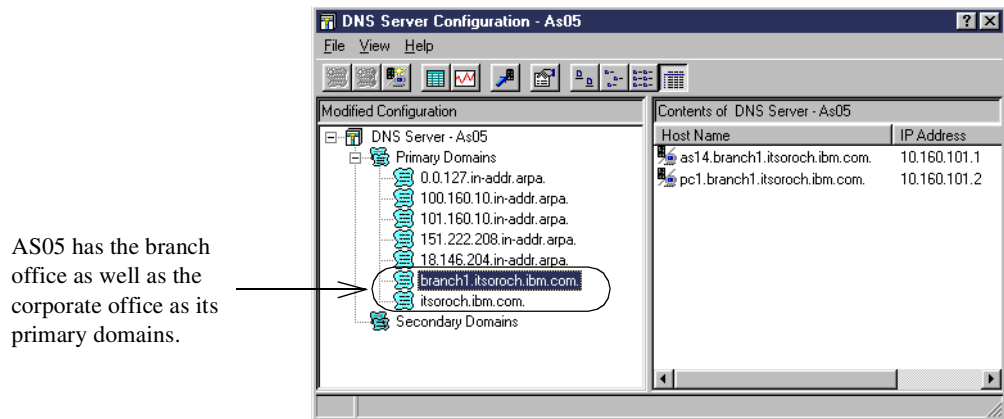 DNS Server Configuration - As05
File View Help
Modified Configuration
Contents of DNS Server - As05
DNS Server - As05
Primary Domains
0.0.127.in-addr.arpa.
100.160.10.in-addr.arpa.
101.160.10.in-addr.arpa.
151.222.208.in-addr.arpa.
18.146.204.in-addr.arpa.
branch1.itsoroch.ibm.com.
itsoroch.ibm.com.
Secondary Domains
Host Name IP Address
as14.branch1.itsoroch.ibm.com. 10.160.101.1
pc1.branch1.itsoroch.ibm.com. 10.160.101.2
AS05 has the branch
office as well as the
corporate office as its
primary domains.